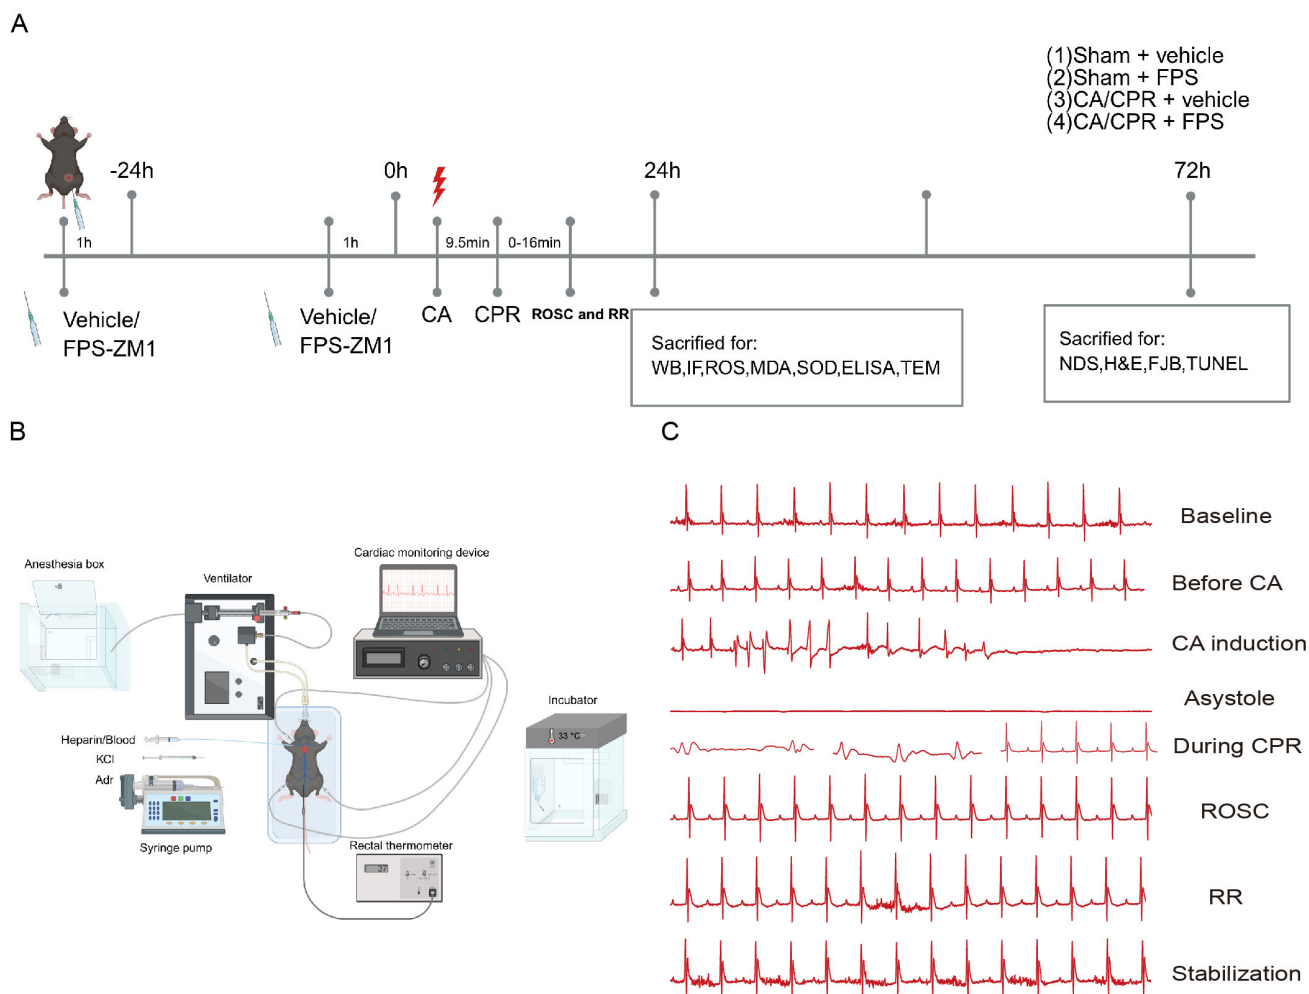 A
(1)Sham + vehicle
(2)Sham + FPS
(3)CA/CPR + vehicle
(4)CA/CPR + FPS
-24h
0h
24h
72h
1h
1h
9.5min
0-16min
Vehicle/
FPS-ZM1
Vehicle/
FPS-ZM1
CA
CPR
ROSC and RR
Sacrified for:
WB,IF,ROS,MDA,SOD,ELISA,TEM
Sacrified for:
NDS,H&E,FJB,TUNEL
B
Anesthesia box
Ventilator
Cardiac monitoring device
Heparin/Blood
KCl
Adr
Syringe pump
Incubator
33 °C
Rectal thermometer
37
C
Baseline
Before CA
CA induction
Asystole
During CPR
ROSC
RR
Stabilization